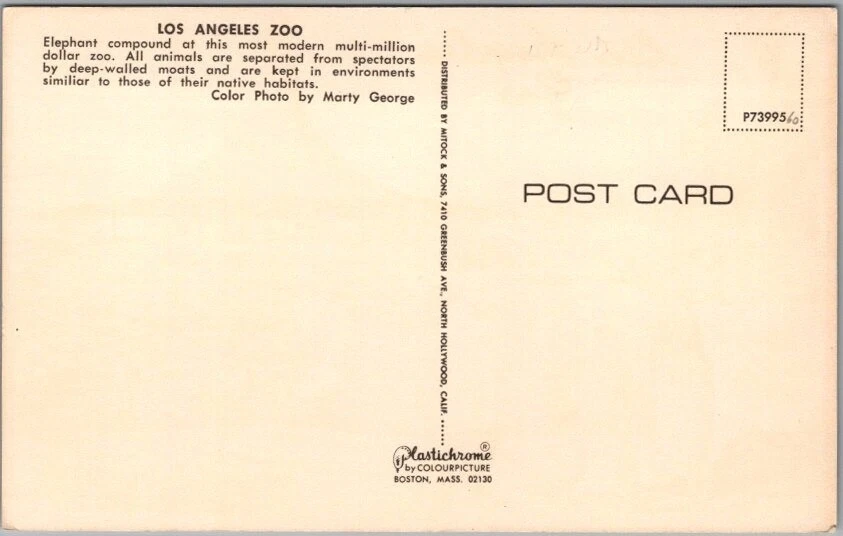 LOS ANGELES ZOO
Elephant compound at this most modern multi-million
dollar zoo. All animals are separated from spectators
by deep-walled moats and are kept in environments
similiar to those of their native habitats.
Color Photo by Marty George
DISTRIBUTED BY MITOCK & SONS, 7410 GREENBUSH AVE., NORTH HOLLYWOOD, CALIF.
P73995
60
POST CARD
Plastichrome®
by COLOURPICTURE
BOSTON, MASS. 02130